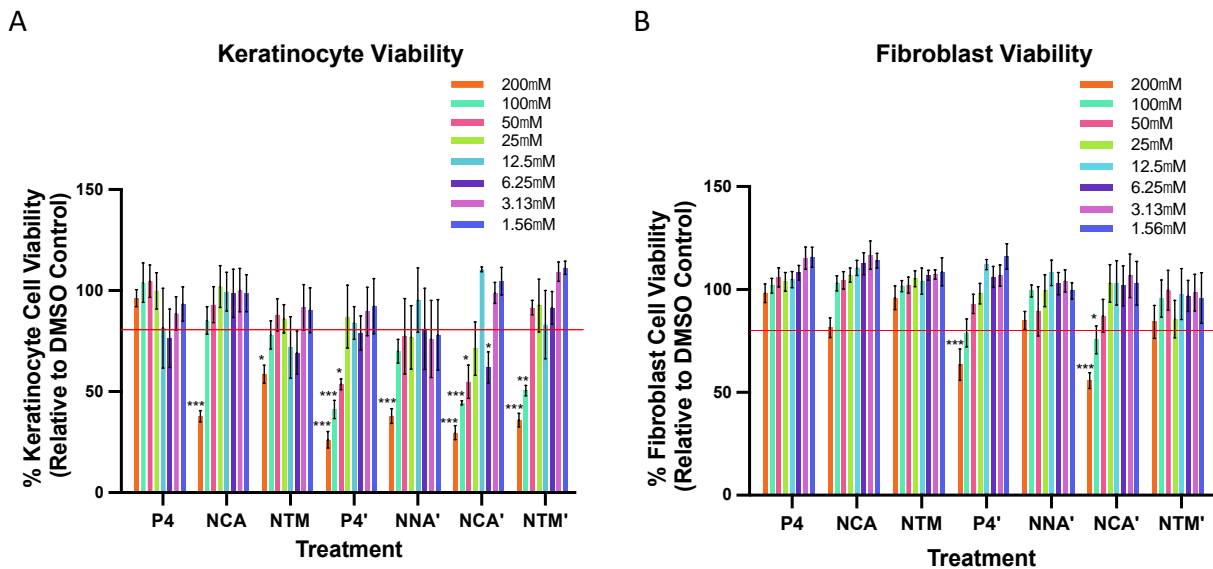 A
Keratinocyte Viability
200mM
100mM
50mM
25mM
12.5mM
6.25mM
3.13mM
1.56mM
% Keratinocyte Cell Viability
(Relative to DMSO Control)
150
100
50
0
***
*
***
***
*
***
***
***
*
*
***
**
P4 NCA NTM P4' NNA' NCA' NTM'
Treatment
B
Fibroblast Viability
200mM
100mM
50mM
25mM
12.5mM
6.25mM
3.13mM
1.56mM
% Fibroblast Cell Viability
(Relative to DMSO Control)
150
100
50
0
***
***
*
P4 NCA NTM P4' NNA' NCA' NTM'
Treatment